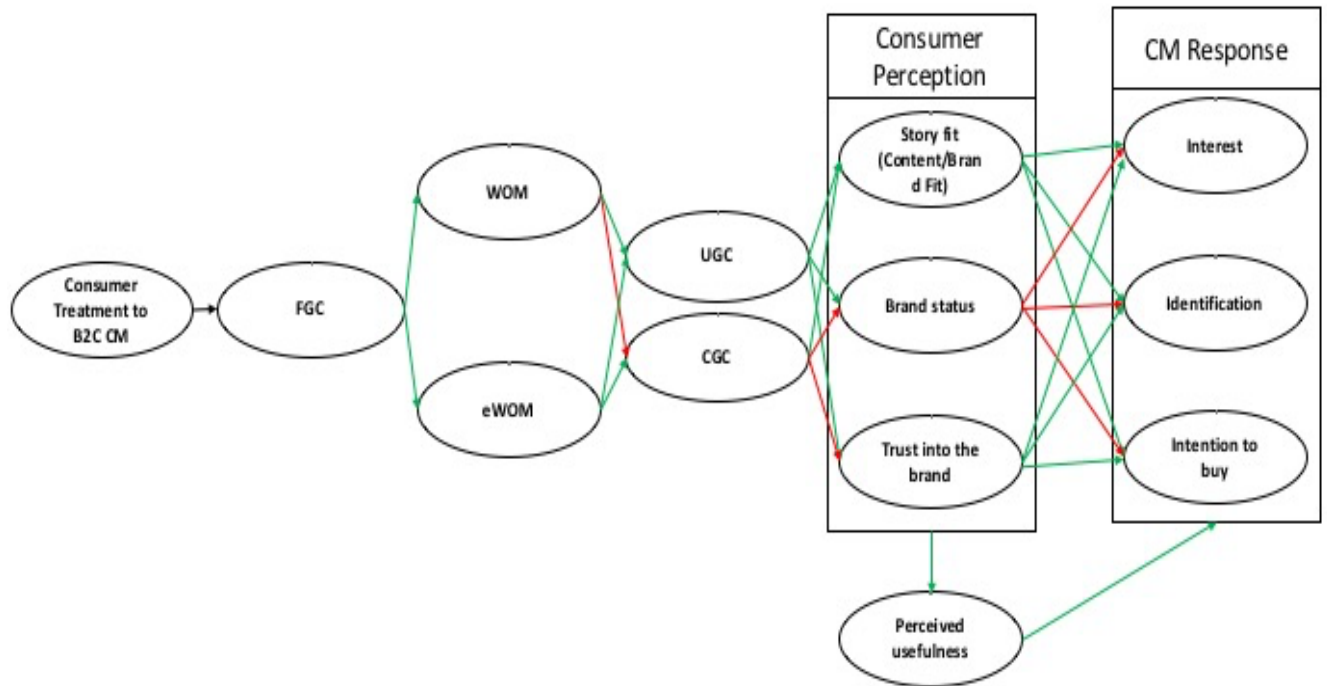 Consumer
Perception
CM Response
Story fit
(Content/Bran
d Fit)
Interest
WOM
UGC
Consumer
Treatment to
B2C CM
FGC
Brand status
Identification
CGC
eWOM
Trust into the
brand
Intention to
buy
Perceived
usefulness